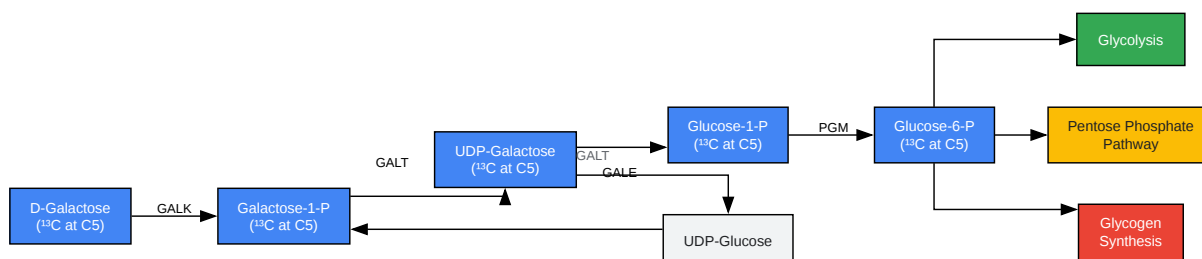 D-Galactose
(¹³C at C5)
GALK
Galactose-1-P
(¹³C at C5)
GALT
UDP-Galactose
(¹³C at C5)
GALT
GALE
UDP-Glucose
Glucose-1-P
(¹³C at C5)
PGM
Glucose-6-P
(¹³C at C5)
Glycolysis
Pentose Phosphate
Pathway
Glycogen
Synthesis